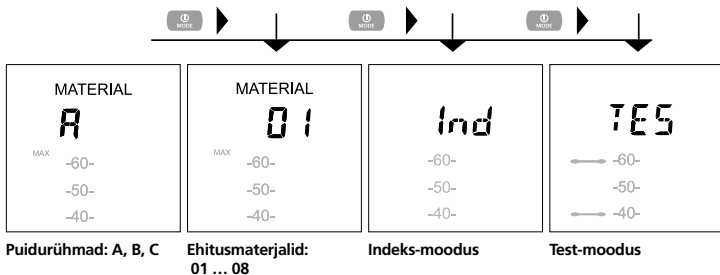 MODE
MODE
MODE
MATERIAL
A
MAX
-60-
-50-
-40-
MATERIAL
01
MAX
-60-
-50-
-40-
Ind
-60-
-50-
-40-
TES
-60-
-50-
-40-
Puidurühmad: A, B, C
Ehitusmaterjalid:
01 … 08
Indeks-moodus
Test-moodus